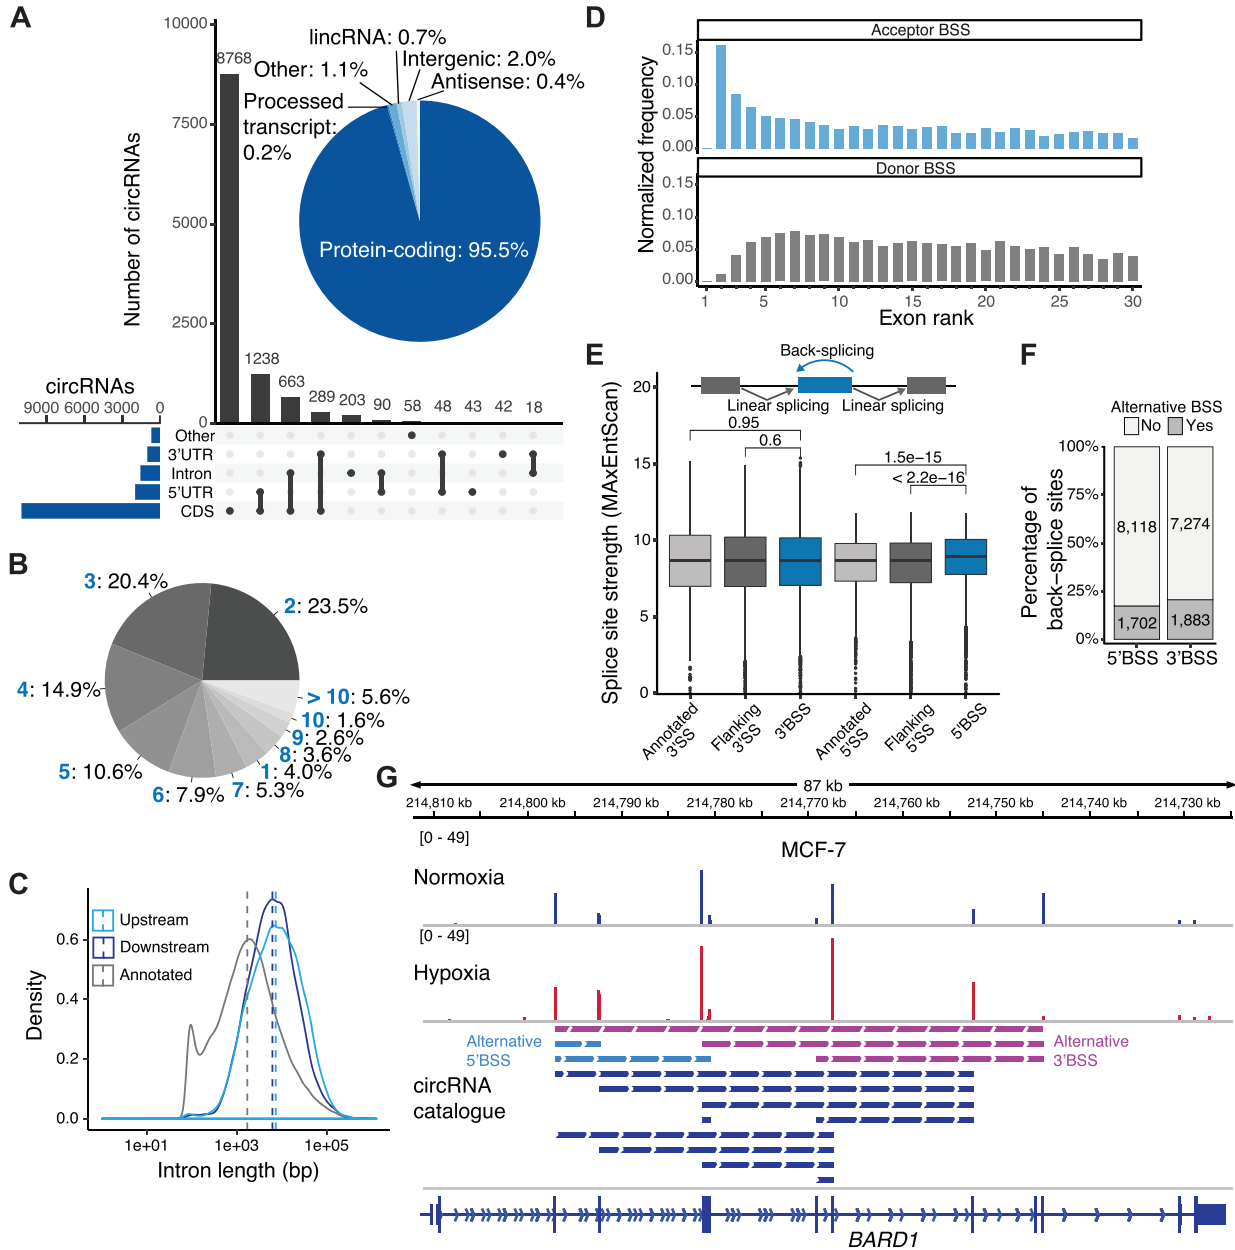 A
Number of circRNAs
10000
7500
5000
2500
0
8768
1238
663
289
203
90
58
48
43
42
18
lincRNA: 0.7%
Intergenic: 2.0%
Other: 1.1%
Antisense: 0.4%
Processed
transcript:
0.2%
Protein-coding: 95.5%
circRNAs
9000 6000 3000 0
Other
3'UTR
Intron
5'UTR
CDS
B
3: 20.4%
2: 23.5%
4: 14.9%
> 10: 5.6%
10: 1.6%
9: 2.6%
8: 3.6%
1: 4.0%
5: 10.6%
6: 7.9%
7: 5.3%
C
Density
0.6
0.4
0.2
0.0
Upstream
Downstream
Annotated
1e+01 1e+03 1e+05
Intron length (bp)
D
Normalized frequency
Acceptor BSS
0.15
0.10
0.05
0.00
Donor BSS
0.15
0.10
0.05
0.00
1 5 10 15 20 25 30
Exon rank
E
Splice site strength (MAxEntScan)
20
15
10
5
0
Back-splicing
Linear splicing
Linear splicing
0.95
0.6
1.5e−15
< 2.2e−16
Annotated
3'SS
Flanking
3'SS
3'BSS
Annotated
5'SS
Flanking
5'SS
5'BSS
F
Alternative BSS
No Yes
Percentage of
back−splice sites
100%
75%
50%
25%
0%
8,118
7,274
1,702
1,883
5'BSS 3'BSS
G
87 kb
214,810 kb 214,800 kb 214,790 kb 214,780 kb 214,770 kb 214,760 kb 214,750 kb 214,740 kb 214,730 kb
[0 - 49]
MCF-7
Normoxia
[0 - 49]
Hypoxia
Alternative
5'BSS
Alternative
3'BSS
circRNA
catalogue
BARD1